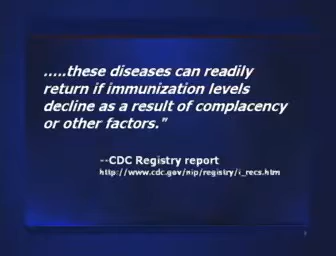 .....these diseases can readily
return if immunization levels
decline as a result of complacency
or other factors."
--CDC Registry report
http://www.cdc.gov/nip/registry/i_recs.htm